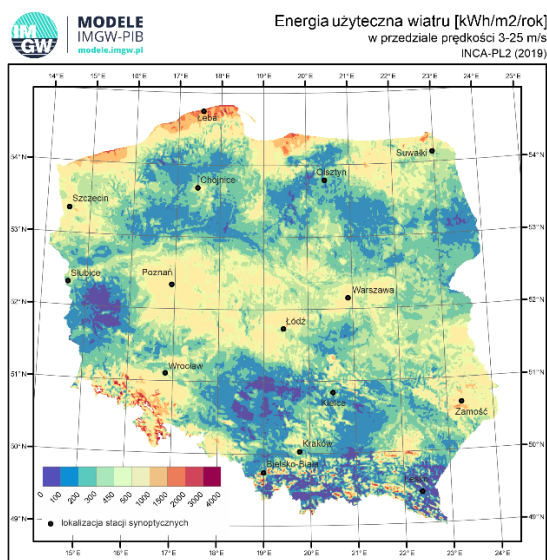 IM
GW
MODELE
IMGW-PIB
modele.imgw.pl
Energia użyteczna wiatru [kWh/m2/rok]
w przedziale prędkości 3-25 m/s
INCA-PL2 (2019)
14°E 15°E 16°E 17°E 18°E 19°E 20°E 21°E 22°E 23°E 24°E 25°E
Łeba
54°N 54°N
Suwałki
Olsztyn
Chojnice
Szczecin
53°N 53°N
Słubice
Poznań
Warszawa
52°N 52°N
Łódź
Wrocław
51°N 51°N
Kielce
Zamość
50°N 50°N
Kraków
Bielsko-Biała
Lesko
0 100 200 300 450 500 1000 1500 2000 3000 4000
lokalizacja stacji synoptycznych
49°N 49°N
15°E 16°E 17°E 18°E 19°E 20°E 21°E 22°E 23°E 24°E